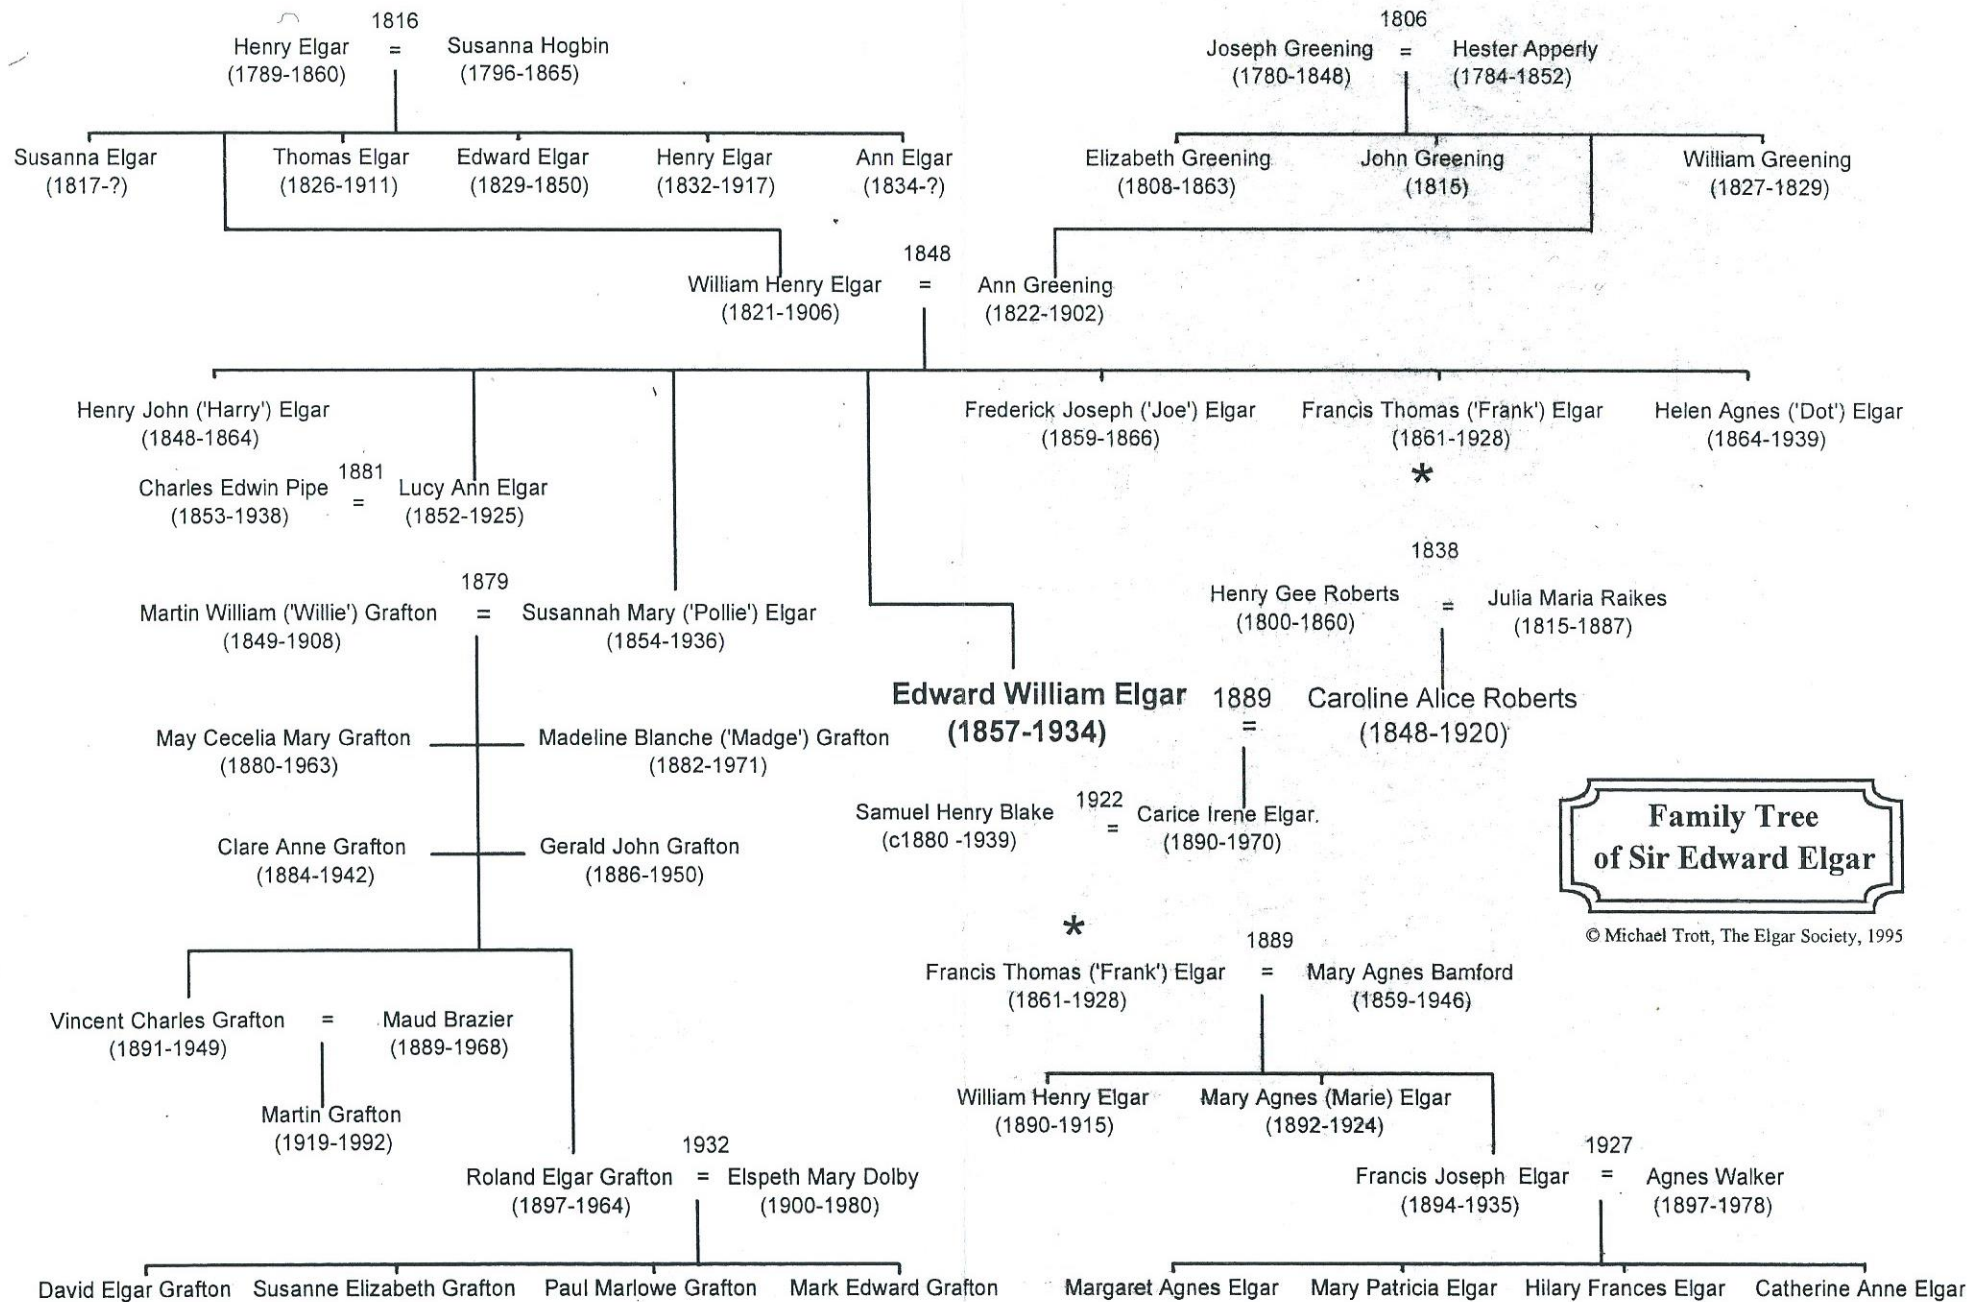 1816
Henry Elgar = Susanna Hogbin
(1789-1860) (1796-1865)
1806
Joseph Greening = Hester Apperly
(1780-1848) (1784-1852)
Susanna Elgar Thomas Elgar Edward Elgar Henry Elgar Ann Elgar
(1817-?) (1826-1911) (1829-1850) (1832-1917) (1834-?)
Elizabeth Greening John Greening William Greening
(1808-1863) (1815) (1827-1829)
1848
William Henry Elgar = Ann Greening
(1821-1906) (1822-1902)
Henry John ('Harry') Elgar Frederick Joseph ('Joe') Elgar Francis Thomas ('Frank') Elgar Helen Agnes ('Dot') Elgar
(1848-1864) (1859-1866) (1861-1928) (1864-1939)
*
1881
Charles Edwin Pipe = Lucy Ann Elgar
(1853-1938) (1852-1925)
1838
Henry Gee Roberts = Julia Maria Raikes
(1800-1860) (1815-1887)
1879
Martin William ('Willie') Grafton = Susannah Mary ('Pollie') Elgar
(1849-1908) (1854-1936)
Edward William Elgar 1889 Caroline Alice Roberts
(1857-1934) = (1848-1920)
May Cecelia Mary Grafton Madeline Blanche ('Madge') Grafton
(1880-1963) (1882-1971)
1922
Samuel Henry Blake = Carice Irene Elgar.
(c1880 -1939) (1890-1970)
Family Tree
of Sir Edward Elgar
© Michael Trott, The Elgar Society, 1995
Clare Anne Grafton Gerald John Grafton
(1884-1942) (1886-1950)
*
1889
Francis Thomas ('Frank') Elgar = Mary Agnes Bamford
(1861-1928) (1859-1946)
Vincent Charles Grafton = Maud Brazier
(1891-1949) (1889-1968)
Martin Grafton
(1919-1992)
William Henry Elgar Mary Agnes (Marie) Elgar
(1890-1915) (1892-1924)
1932
Roland Elgar Grafton = Elspeth Mary Dolby
(1897-1964) (1900-1980)
1927
Francis Joseph Elgar = Agnes Walker
(1894-1935) (1897-1978)
David Elgar Grafton Susanne Elizabeth Grafton Paul Marlowe Grafton Mark Edward Grafton
Margaret Agnes Elgar Mary Patricia Elgar Hilary Frances Elgar Catherine Anne Elgar